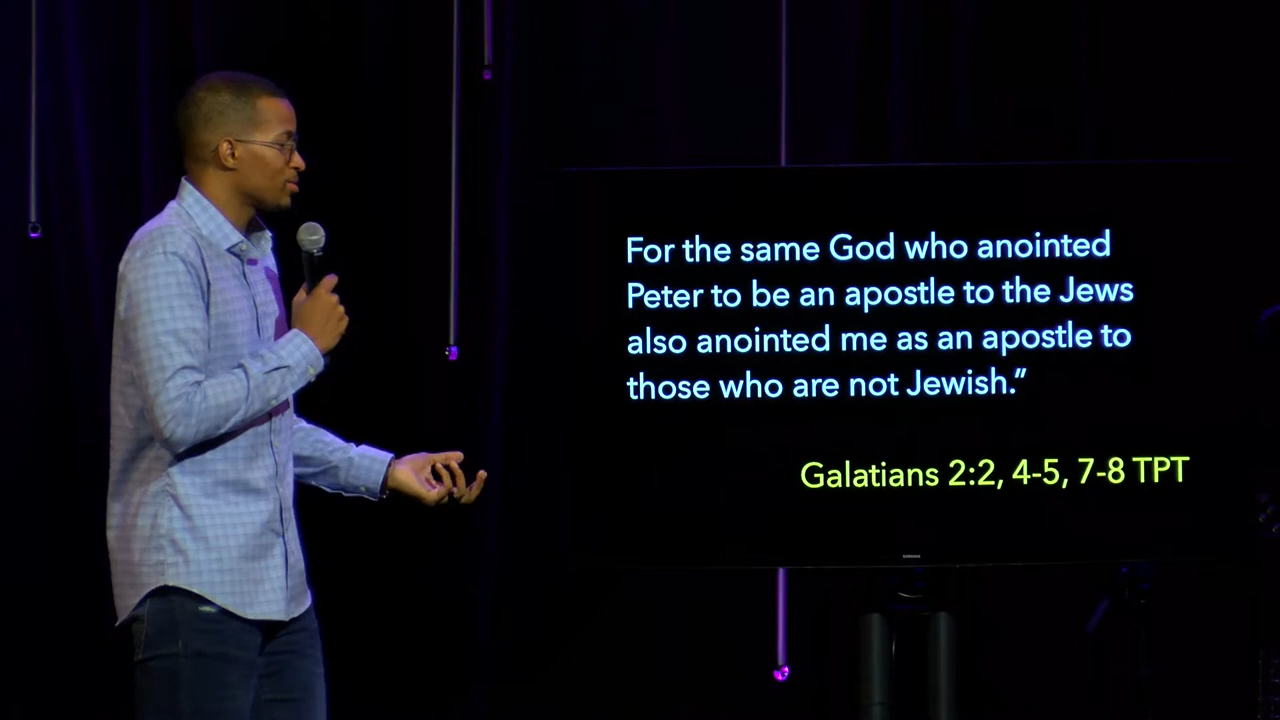 For the same God who anointed
Peter to be an apostle to the Jews
also anointed me as an apostle to
those who are not Jewish.”
Galatians 2:2, 4-5, 7-8 TPT